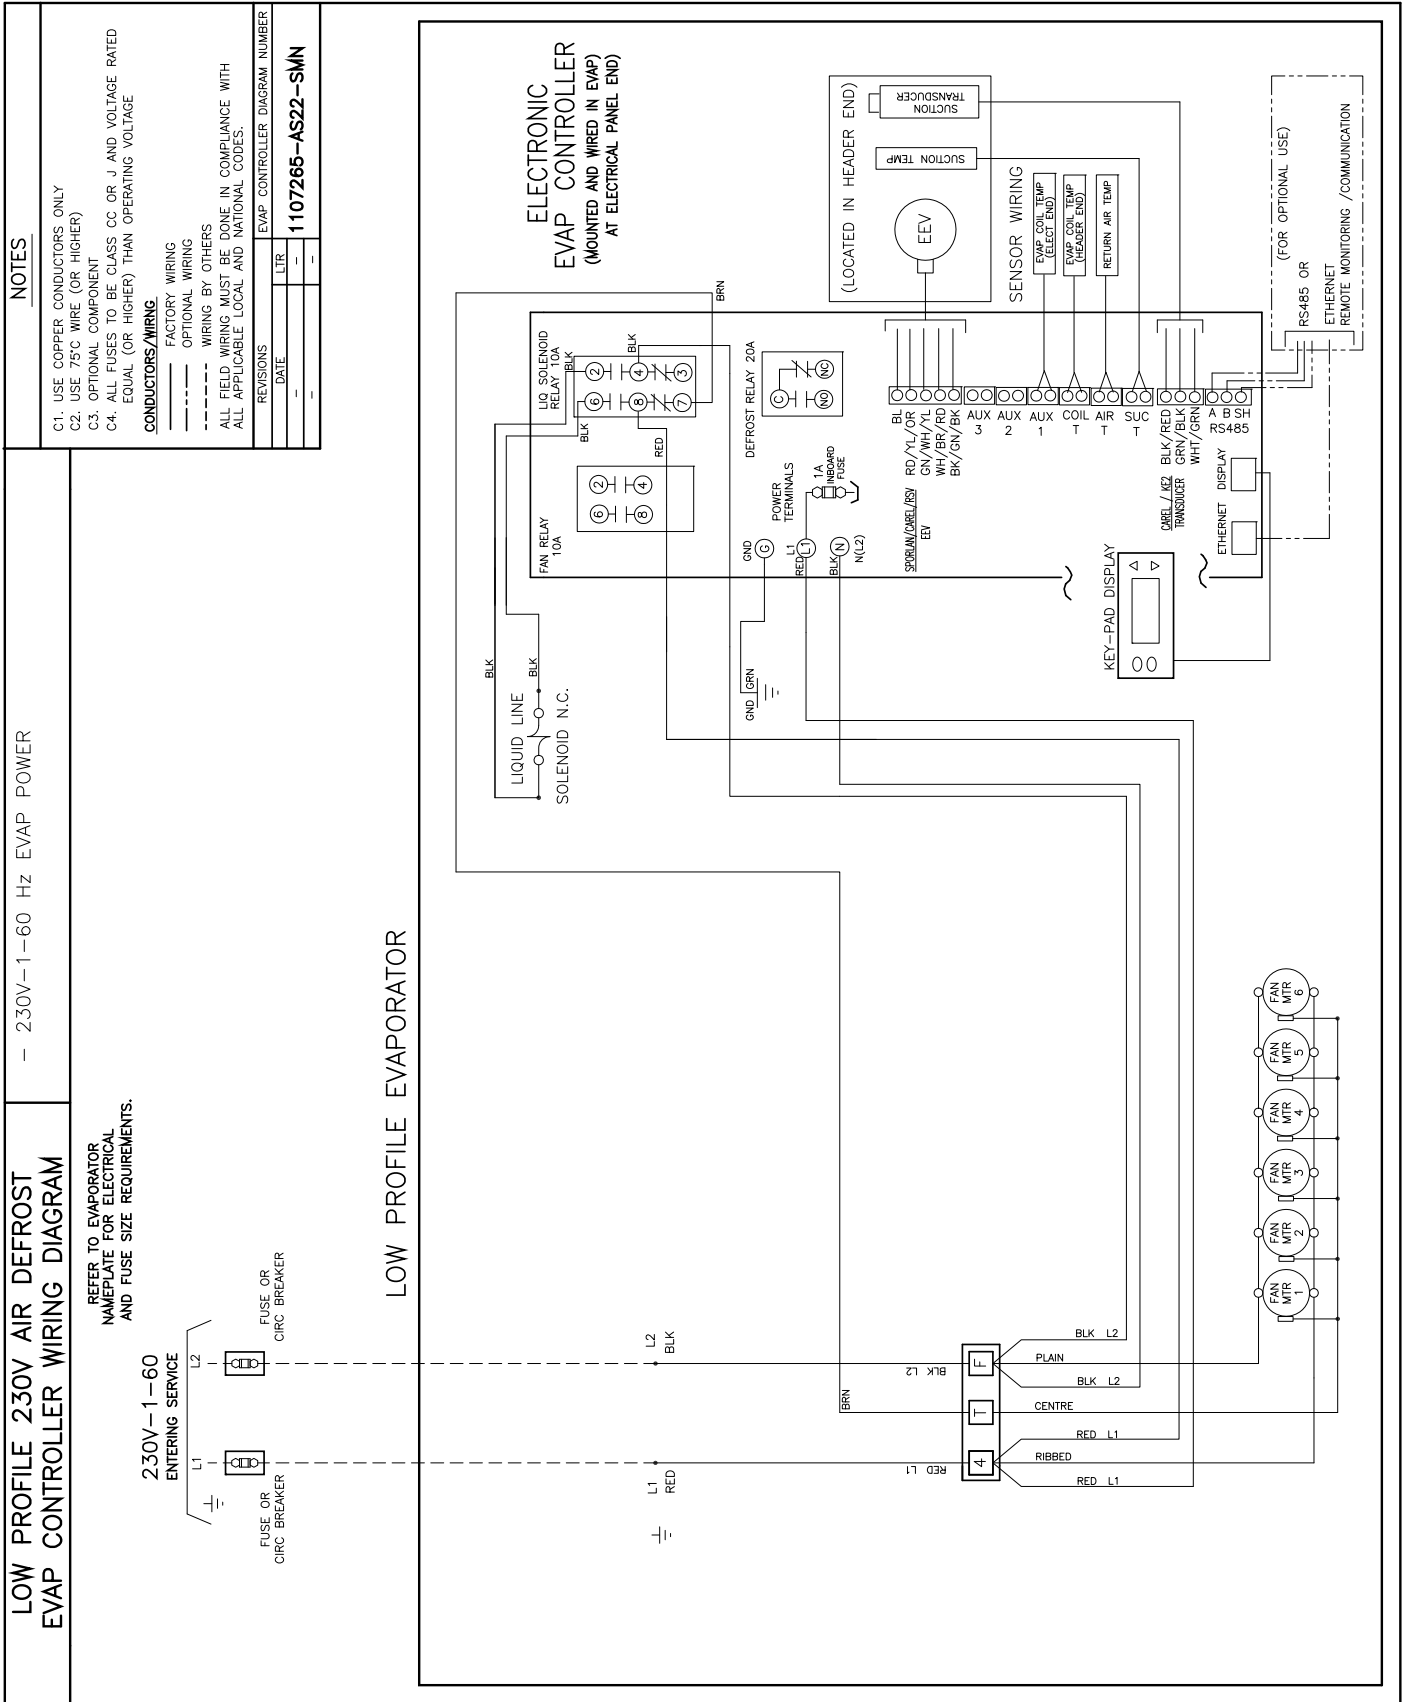 LOW PROFILE 230V AIR DEFROST
EVAP CONTROLLER WIRING DIAGRAM
— 230V–1–60 Hz EVAP POWER
NOTES
C1. USE COPPER CONDUCTORS ONLY
C2. USE 75°C WIRE (OR HIGHER)
C3. OPTIONAL COMPONENT
C4. ALL FUSES TO BE CLASS CC OR J AND VOLTAGE RATED
EQUAL (OR HIGHER) THAN OPERATING VOLTAGE
CONDUCTORS/WIRNG
FACTORY WIRING
OPTIONAL WIRING
WIRING BY OTHERS
ALL FIELD WIRING MUST BE DONE IN COMPLIANCE WITH
ALL APPLICABLE LOCAL AND NATIONAL CODES.
REVISIONS
EVAP CONTROLLER DIAGRAM NUMBER
DATE
LTR
1107265–AS22–SMN
– –
– –
REFER TO EVAPORATOR
NAMEPLATE FOR ELECTRICAL
AND FUSE SIZE REQUIREMENTS.
230V–1–60
ENTERING SERVICE
L1
L2
FUSE OR
CIRC BREAKER
FUSE OR
CIRC BREAKER
LOW PROFILE EVAPORATOR
ELECTRONIC
EVAP CONTROLLER
(MOUNTED AND WIRED IN EVAP)
AT ELECTRICAL PANEL END)
L1
RED
L2
BLK
RED L1
BLK L2
4
T
F
BRN
RED L1
RIBBED
RED L1
CENTRE
BLK L2
PLAIN
BLK L2
FAN
MTR
1
FAN
MTR
2
FAN
MTR
3
FAN
MTR
4
FAN
MTR
5
FAN
MTR
6
BLK
BLK
LIQUID LINE
SOLENOID N.C.
BRN
LIQ SOLENOID
RELAY 10A
BLK
BLK
BLK
RED
2
4
3
6
8
7
FAN RELAY
10A
2
4
6
8
DEFROST RELAY 20A
C
NC
NO
POWER
TERMINALS
1A
INBOARD
FUSE
GND
G
L1
L1
RED
N
BLK
N(L2)
GND
GRN
(LOCATED IN HEADER END)
EEV
SUCTION TEMP
SUCTION
TRANSDUCER
SENSOR WIRING
EVAP COIL TEMP
(ELECT END)
EVAP COIL TEMP
(HEADER END)
RETURN AIR TEMP
BL
RD/YL/OR
GN/WH/YL
WH/BR/RD
BK/GN/BK
SPORLAN/CAREL/RSV
EEV
AUX
3
AUX
2
AUX
1
COIL
T
AIR
T
SUC
T
BLK/RED
GRN/BLK
WHT/GRN
CAREL / KE2
TRANSDUCER
A B SH
RS485
DISPLAY
ETHERNET
KEY–PAD DISPLAY
(FOR OPTIONAL USE)
RS485 OR
ETHERNET
REMOTE MONITORING /COMMUNICATION